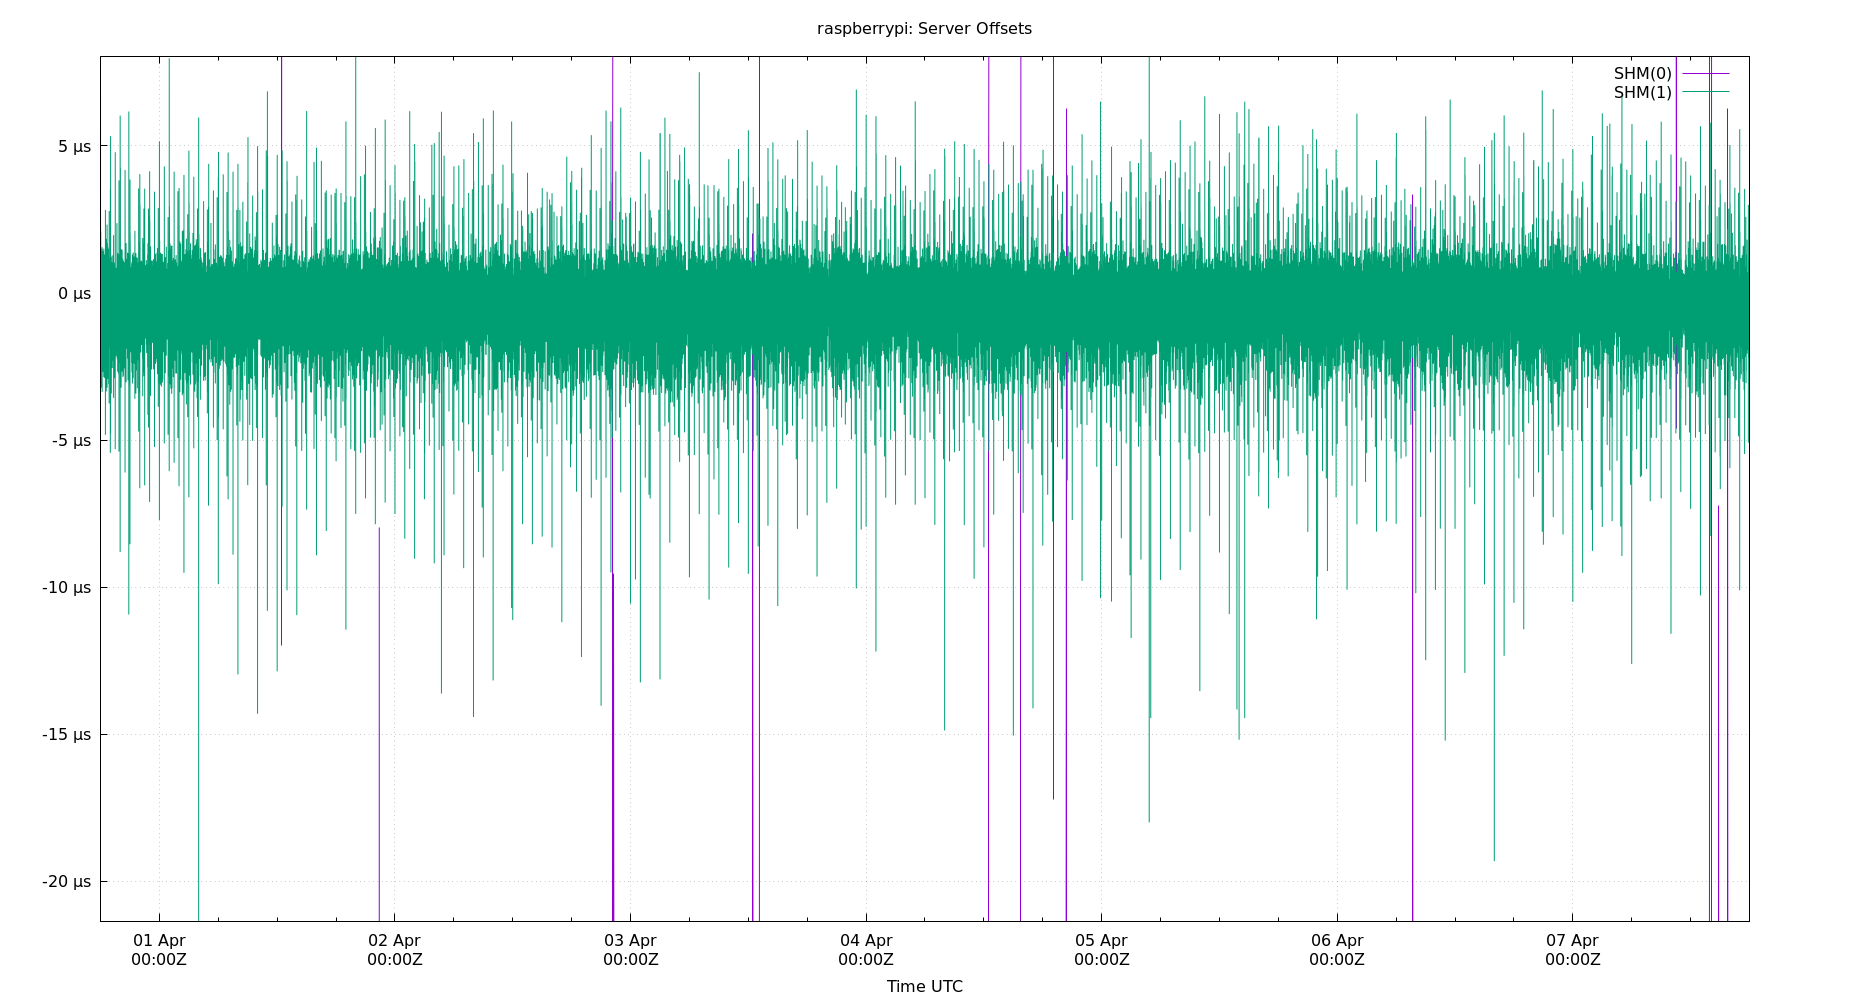 raspberrypi: Server Offsets
SHM(0)
SHM(1)
5 µs
0 µs
-5 µs
-10 µs
-15 µs
-20 µs
01 Apr 02 Apr 03 Apr 04 Apr 05 Apr 06 Apr 07 Apr
00:00Z 00:00Z 00:00Z 00:00Z 00:00Z 00:00Z 00:00Z
Time UTC